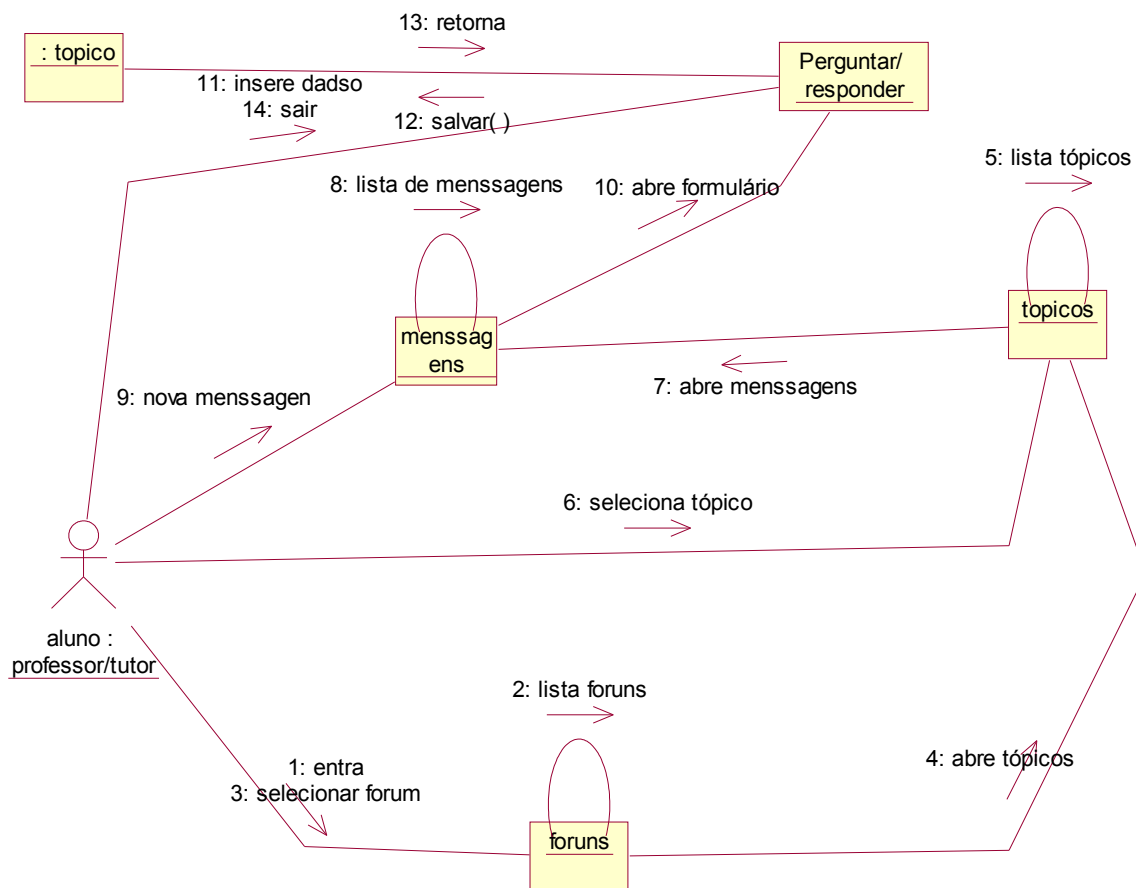 13: retorna
: topico
Perguntar/
responder
11: insere dadso
14: sair
12: salvar( )
5: lista tópicos
8: lista de menssagens
10: abre formulário
topicos
menssag
ens
7: abre menssagens
9: nova menssagen
6: seleciona tópico
aluno :
professor/tutor
2: lista foruns
1: entra
3: selecionar forum
4: abre tópicos
foruns